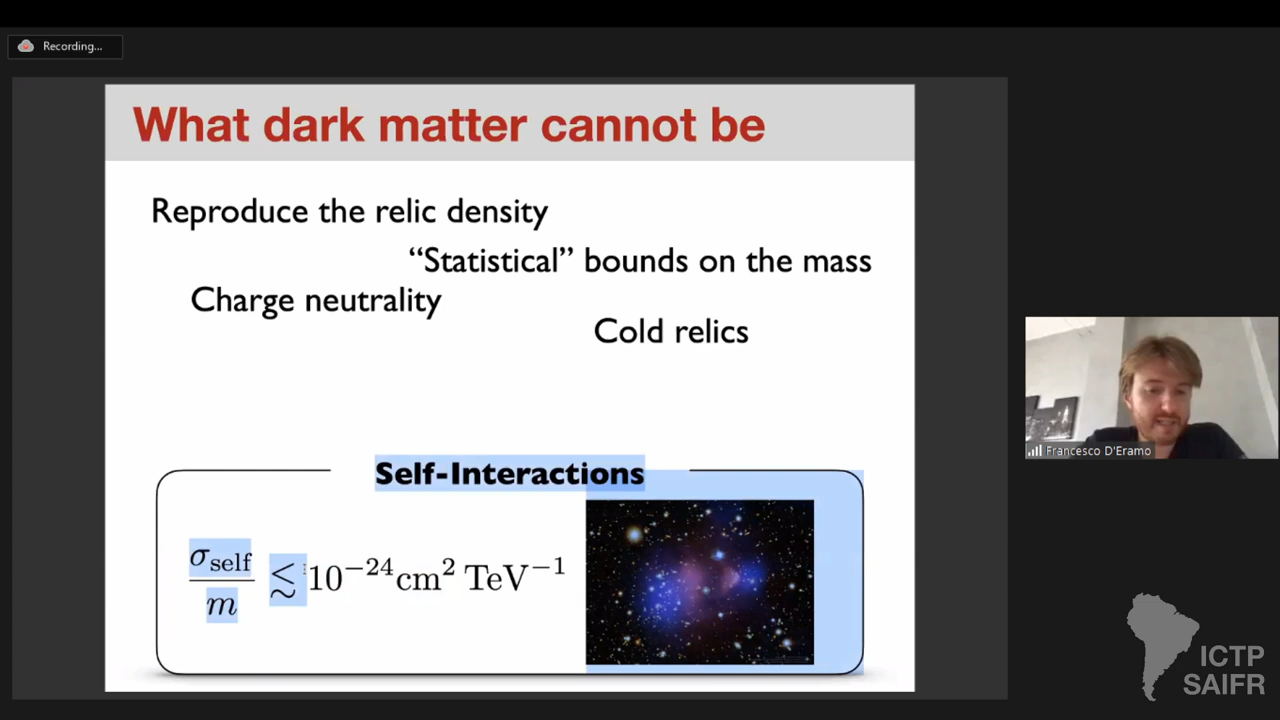 Recording...
What dark matter cannot be
Reproduce the relic density
“Statistical” bounds on the mass
Charge neutrality
Cold relics
Self-Interactions
σ_self / m ≲ 10^−24 cm^2 TeV^−1
Francesco D'Eramo
ICTP
SAIFR